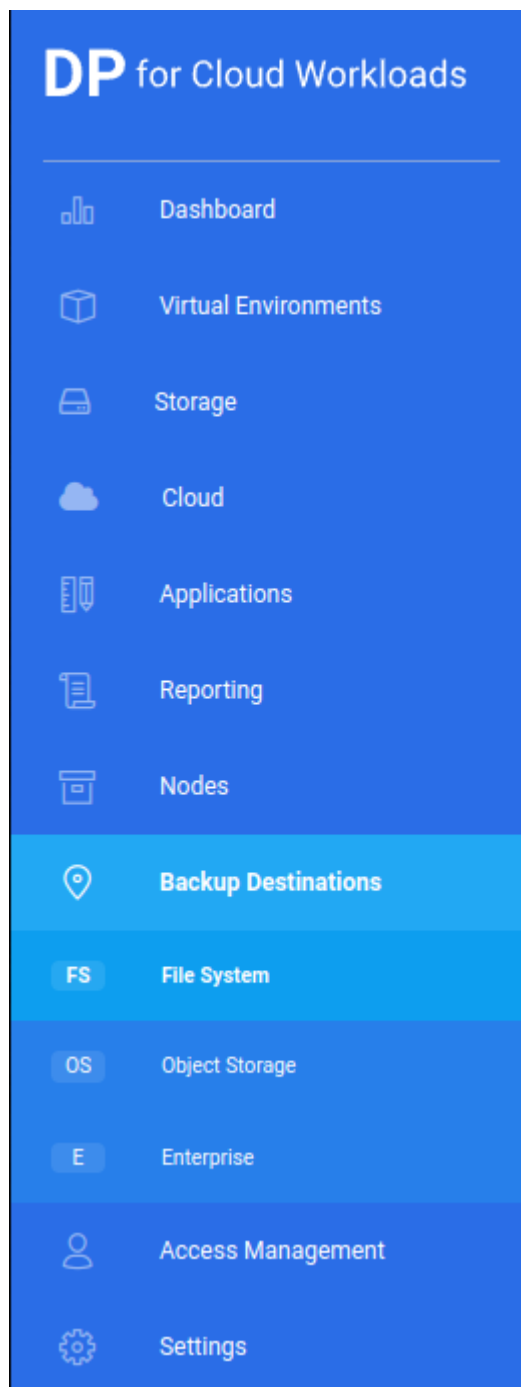 DP for Cloud Workloads
Dashboard
Virtual Environments
Storage
Cloud
Applications
Reporting
Nodes
Backup Destinations
FS File System
OS Object Storage
E Enterprise
Access Management
Settings